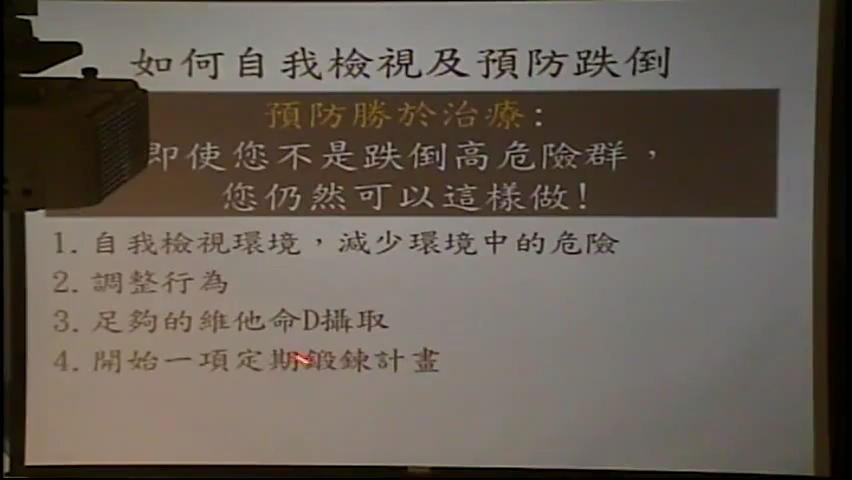 如何自我檢視及預防跌倒
預防勝於治療:
即使您不是跌倒高危險群，
您仍然可以這樣做!
1. 自我檢視環境，減少環境中的危險
2. 調整行為
3. 足夠的維他命D攝取
4. 開始一項定期鍛鍊計畫